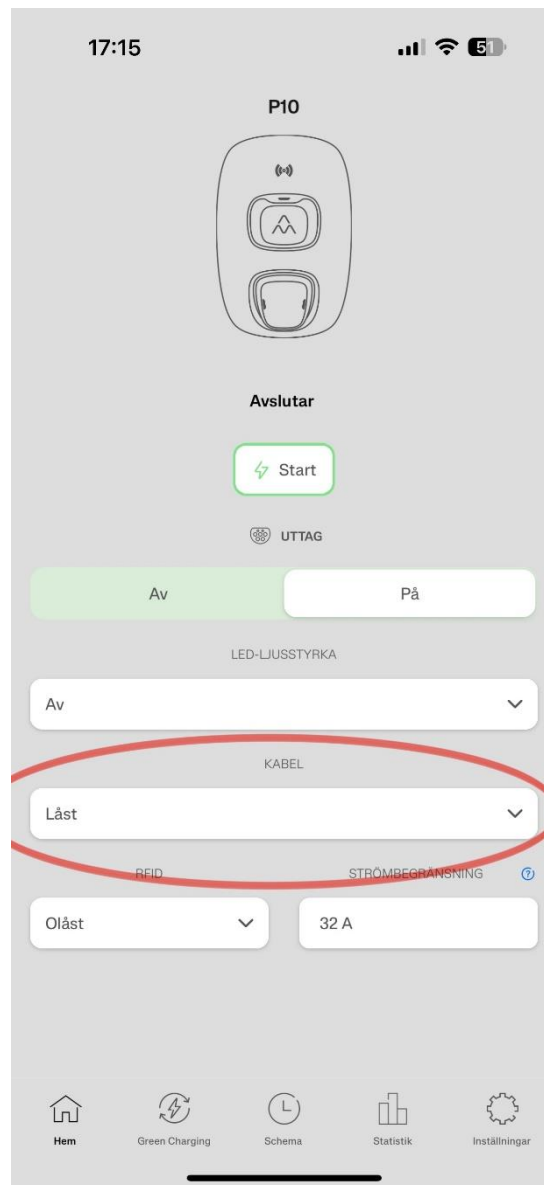 17:15
51
P10
Avslutar
Start
UTTAG
Av
På
LED-LJUSSTYRKA
Av
KABEL
Låst
RFID
STRÖMBEGRÄNSNING
?
Olåst
32 A
Hem
Green Charging
Schema
Statistik
Inställningar